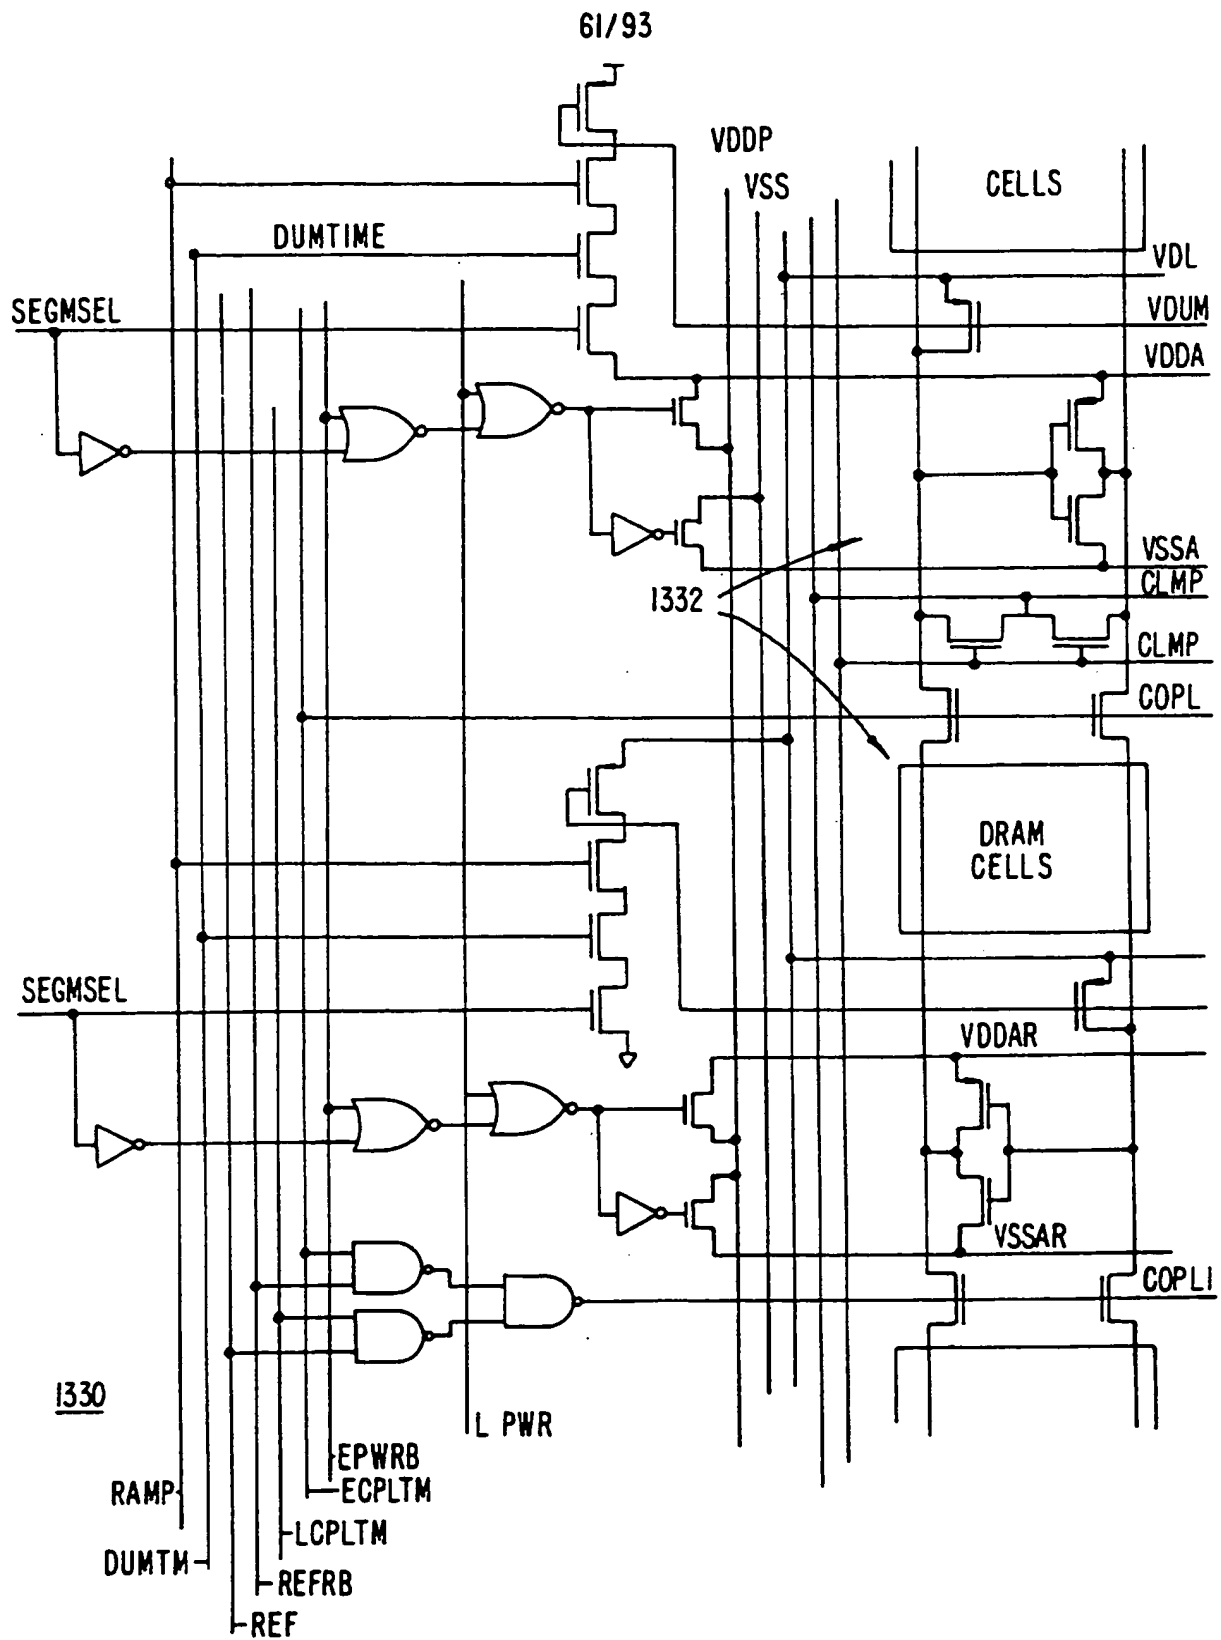 61/93
VDDP
VSS
CELLS
DUMTIME
VDL
SEGMSEL
VDUM
VDDA
VSSA
CLMP
1332
CLMP
COPL
DRAM
CELLS
SEGMSEL
VDDAR
VSSAR
COPL1
1330
L PWR
EPWRB
RAMP
ECPLTM
LCPLTM
DUMTM
REFRB
REF